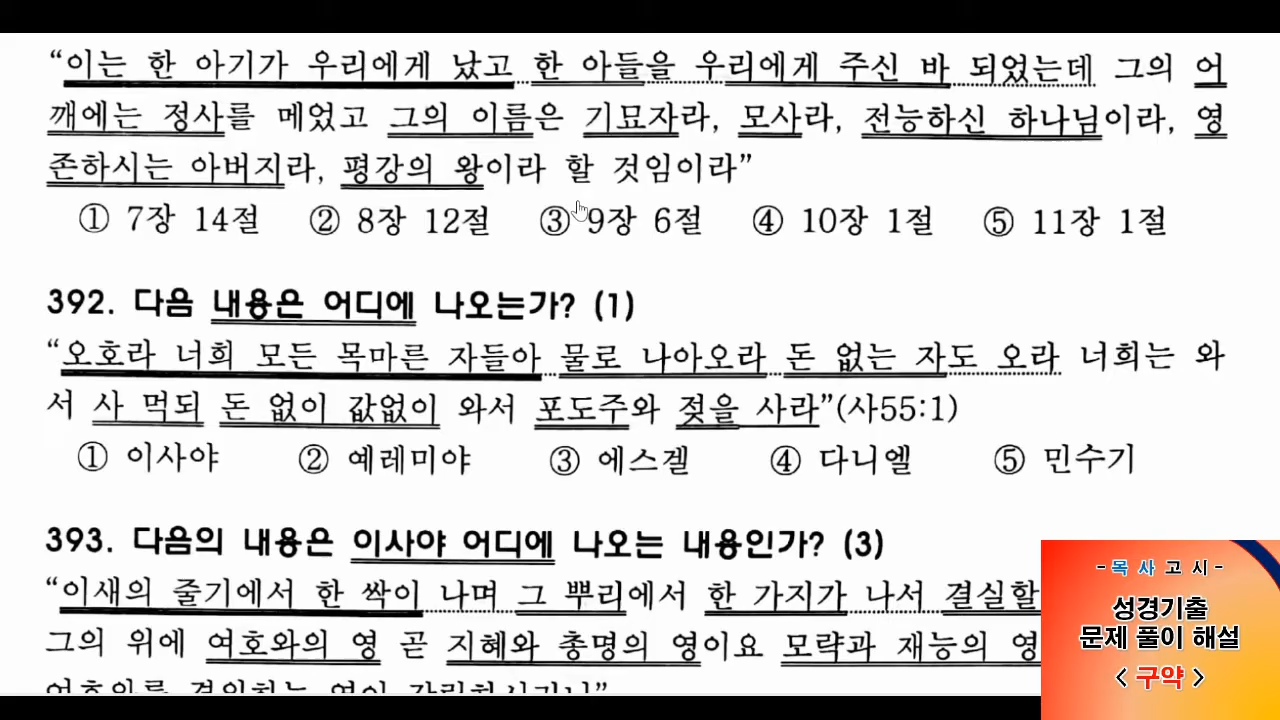 “이는 한 아기가 우리에게 났고 한 아들을 우리에게 주신 바 되었는데 그의 어
깨에는 정사를 메었고 그의 이름은 기묘자라, 모사라, 전능하신 하나님이라, 영
존하시는 아버지라, 평강의 왕이라 할 것임이라”
① 7장 14절 ② 8장 12절 ③ 9장 6절 ④ 10장 1절 ⑤ 11장 1절
392. 다음 내용은 어디에 나오는가? (1)
“오호라 너희 모든 목마른 자들아 물로 나아오라 돈 없는 자도 오라 너희는 와
서 사 먹되 돈 없이 값없이 와서 포도주와 젖을 사라”(사55:1)
① 이사야 ② 예레미야 ③ 에스겔 ④ 다니엘 ⑤ 민수기
393. 다음의 내용은 이사야 어디에 나오는 내용인가? (3)
“이새의 줄기에서 한 싹이 나며 그 뿌리에서 한 가지가 나서 결실할
그의 위에 여호와의 영 곧 지혜와 총명의 영이요 모략과 재능의 영
- 목 사 고 시 -
성경기출
문제 풀이 해설
< 구약 >